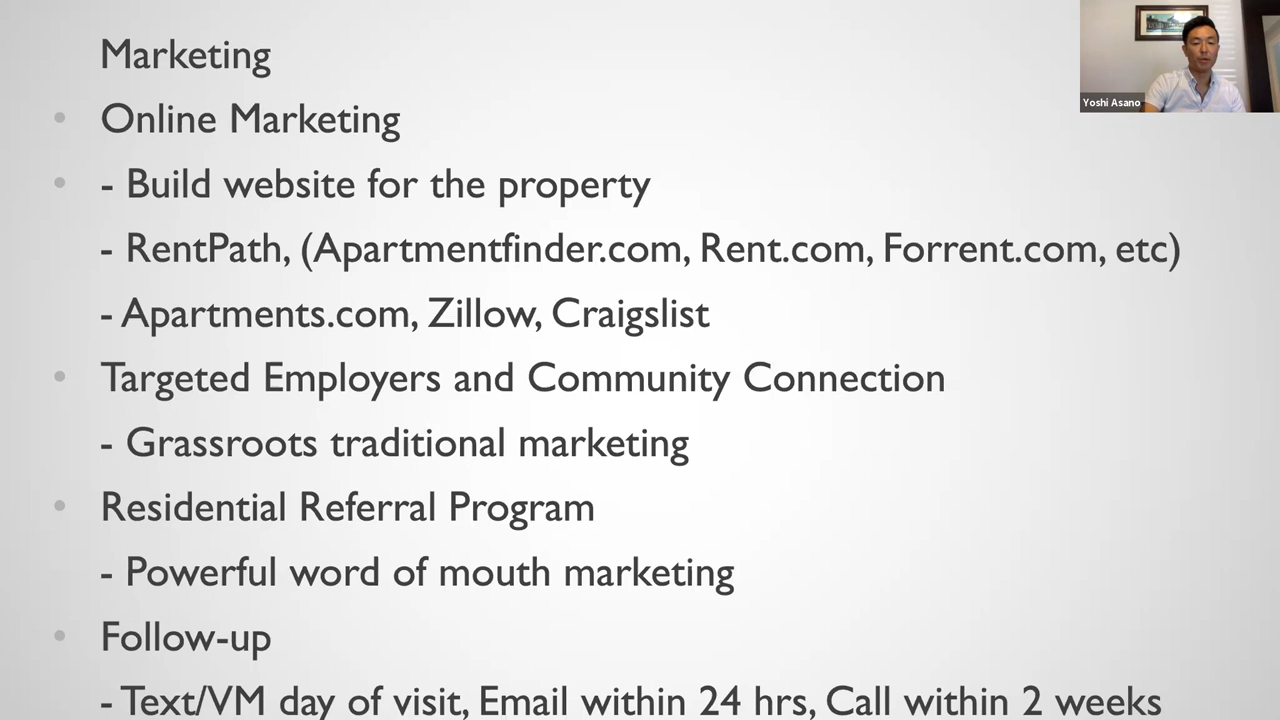 Marketing
Online Marketing
- Build website for the property
- RentPath, (Apartmentfinder.com, Rent.com, Forrent.com, etc)
- Apartments.com, Zillow, Craigslist
Targeted Employers and Community Connection
- Grassroots traditional marketing
Residential Referral Program
- Powerful word of mouth marketing
Follow-up
- Text/VM day of visit, Email within 24 hrs, Call within 2 weeks
Yoshi Asano